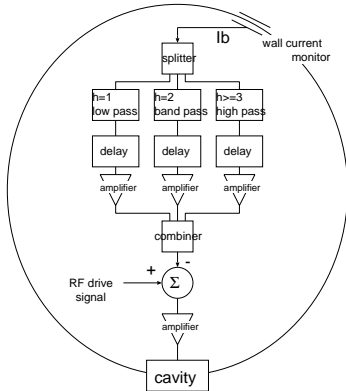 Ib
wall current
monitor
splitter
h=1
low pass
h=2
band pass
h>=3
high pass
delay
delay
delay
amplifier
amplifier
amplifier
combiner
+
-
RF drive
signal
Σ
amplifier
cavity